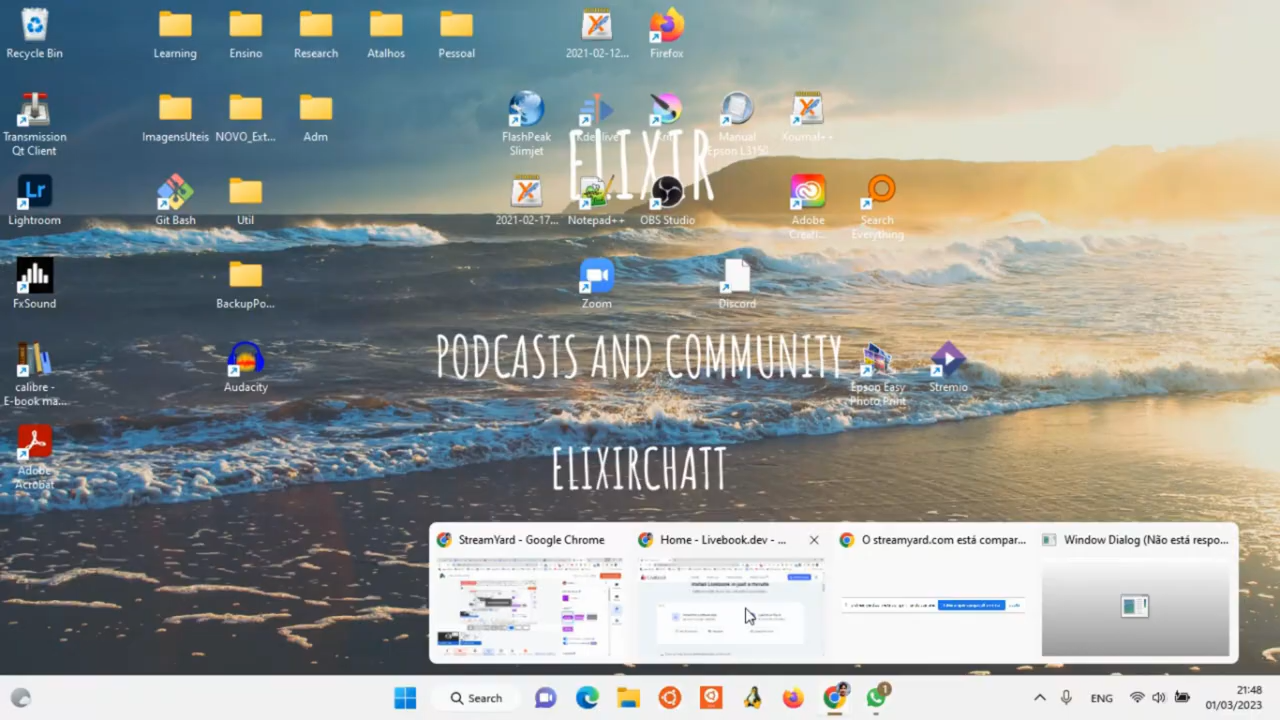 Recycle Bin
Learning
Ensino
Research
Atalhos
Pessoal
2021-02-12...
Firefox
Transmission
Qt Client
ImagensUteis
NOVO_Ext...
Adm
FlashPeak
Slimjet
Kdenlive
Manual
Epson L3150
Xournal++
ELIXIR
Lightroom
Git Bash
Util
2021-02-17...
Notepad++
OBS Studio
Adobe
Creati...
Search
Everything
FxSound
BackupPo...
Zoom
Discord
PODCASTS AND COMMUNITY
calibre -
E-book ma...
Audacity
Epson Easy
Photo Print
Stremio
Adobe
Acrobat
ELIXIRCHATT
StreamYard - Google Chrome
Home - Livebook.dev - ...
O streamyard.com está compar...
Window Dialog (Não está respo...
Search
ENG
21:48
01/03/2023
1
Lr